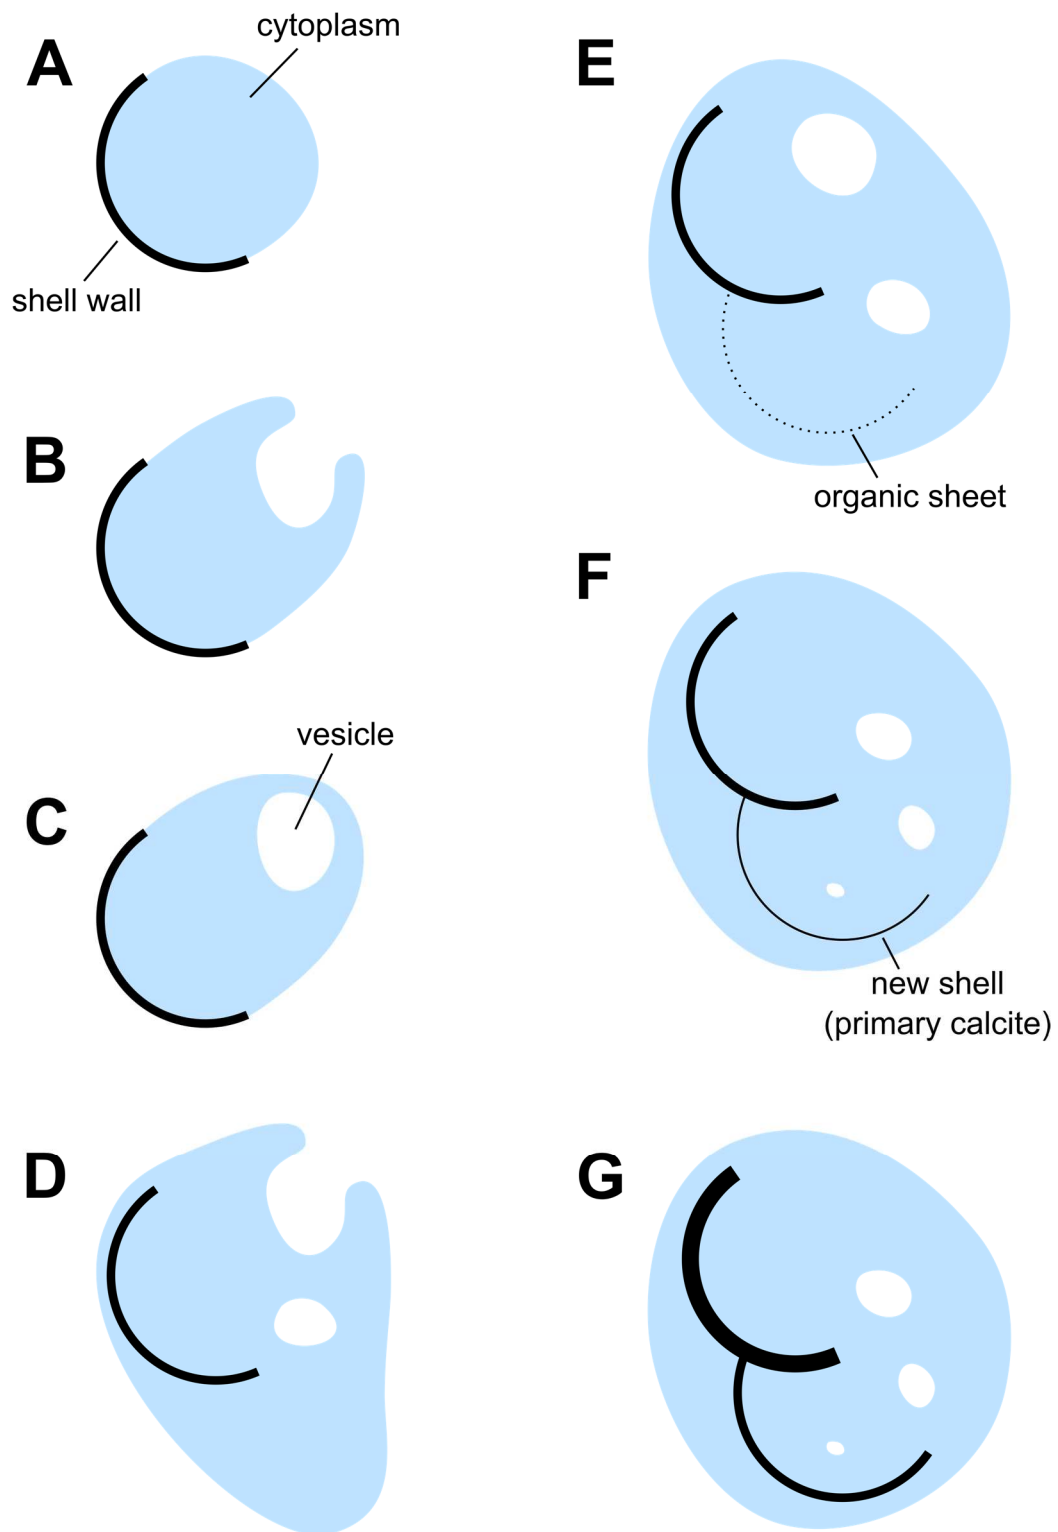 A
cytoplasm
shell wall
B
C
vesicle
D
E
organic sheet
F
new shell
(primary calcite)
G